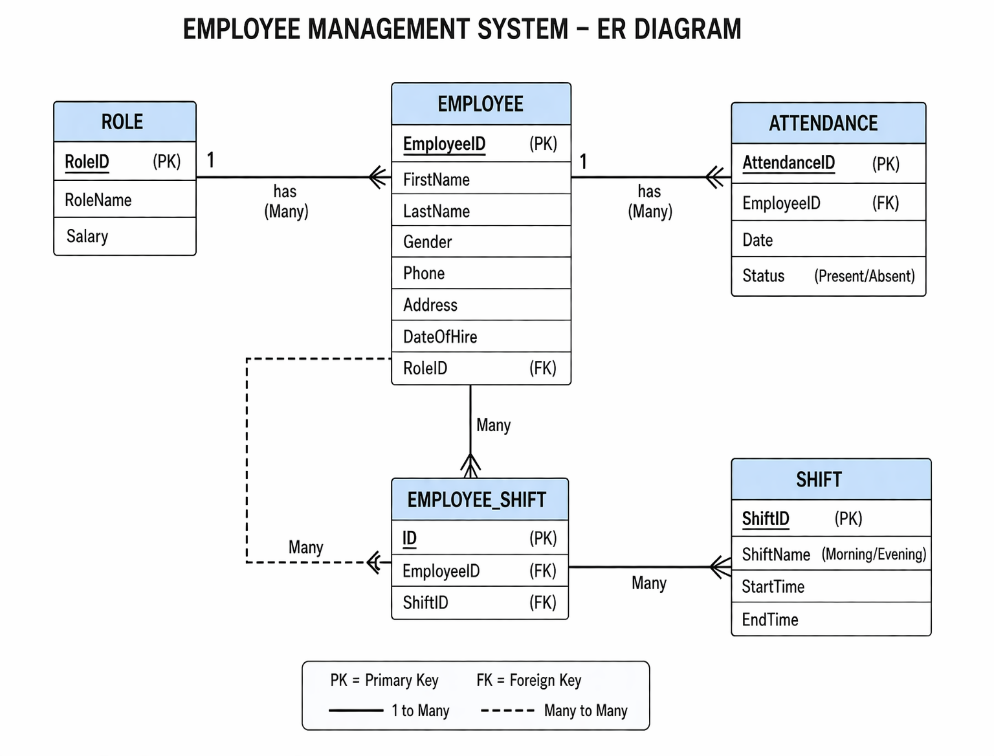 EMPLOYEE MANAGEMENT SYSTEM – ER DIAGRAM
ROLE
RoleID (PK)
RoleName
Salary
1
has
(Many)
EMPLOYEE
EmployeeID (PK)
FirstName
LastName
Gender
Phone
Address
DateOfHire
RoleID (FK)
1
has
(Many)
ATTENDANCE
AttendanceID (PK)
EmployeeID (FK)
Date
Status (Present/Absent)
Many
Many
EMPLOYEE_SHIFT
ID (PK)
EmployeeID (FK)
ShiftID (FK)
Many
SHIFT
ShiftID (PK)
ShiftName (Morning/Evening)
StartTime
EndTime
PK = Primary Key FK = Foreign Key
1 to Many Many to Many